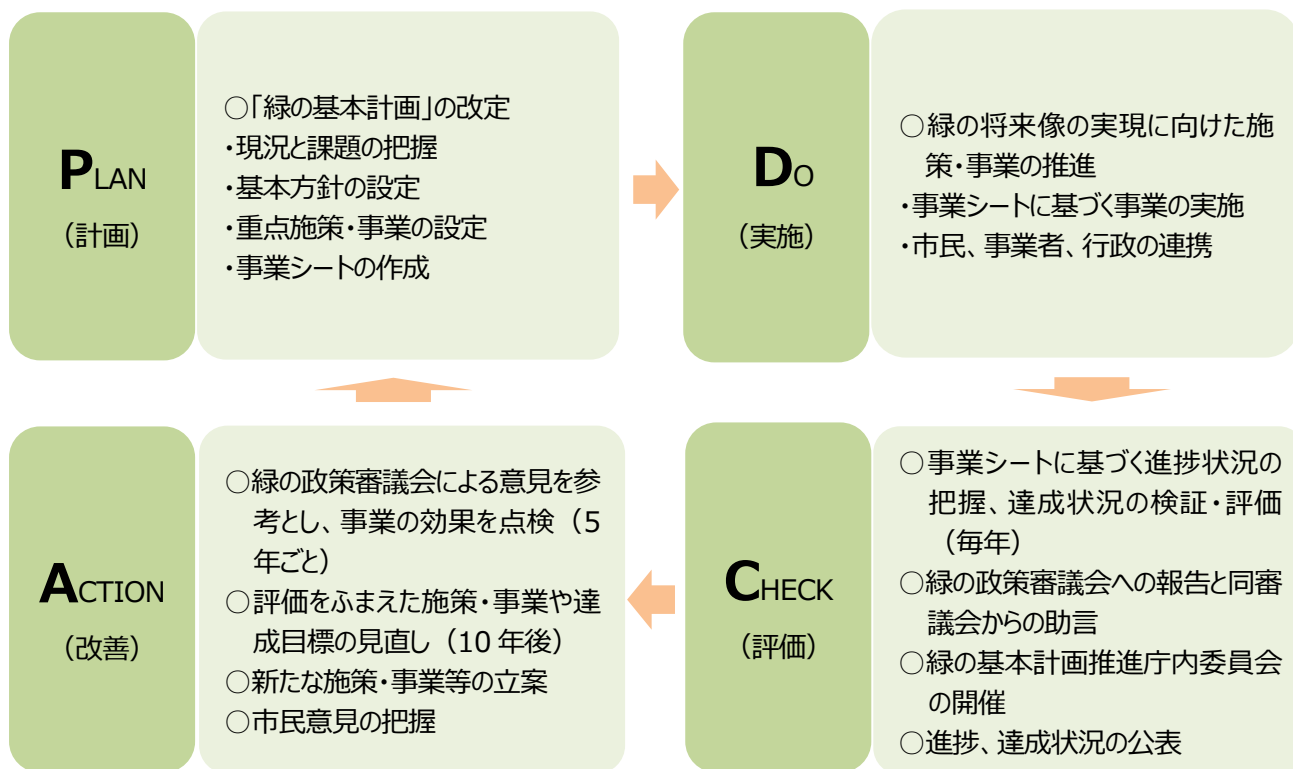 PLAN
（計画）
○「緑の基本計画」の改定
・現況と課題の把握
・基本方針の設定
・重点施策・事業の設定
・事業シートの作成
DO
（実施）
○緑の将来像の実現に向けた施
策・事業の推進
・事業シートに基づく事業の実施
・市民、事業者、行政の連携
ACTION
（改善）
○緑の政策審議会による意見を参
考とし、事業の効果を点検（5
年ごと）
○評価をふまえた施策・事業や達
成目標の見直し（10 年後）
○新たな施策・事業等の立案
○市民意見の把握
CHECK
（評価）
○事業シートに基づく進捗状況の
把握、達成状況の検証・評価
（毎年）
○緑の政策審議会への報告と同審
議会からの助言
○緑の基本計画推進庁内委員会
の開催
○進捗、達成状況の公表